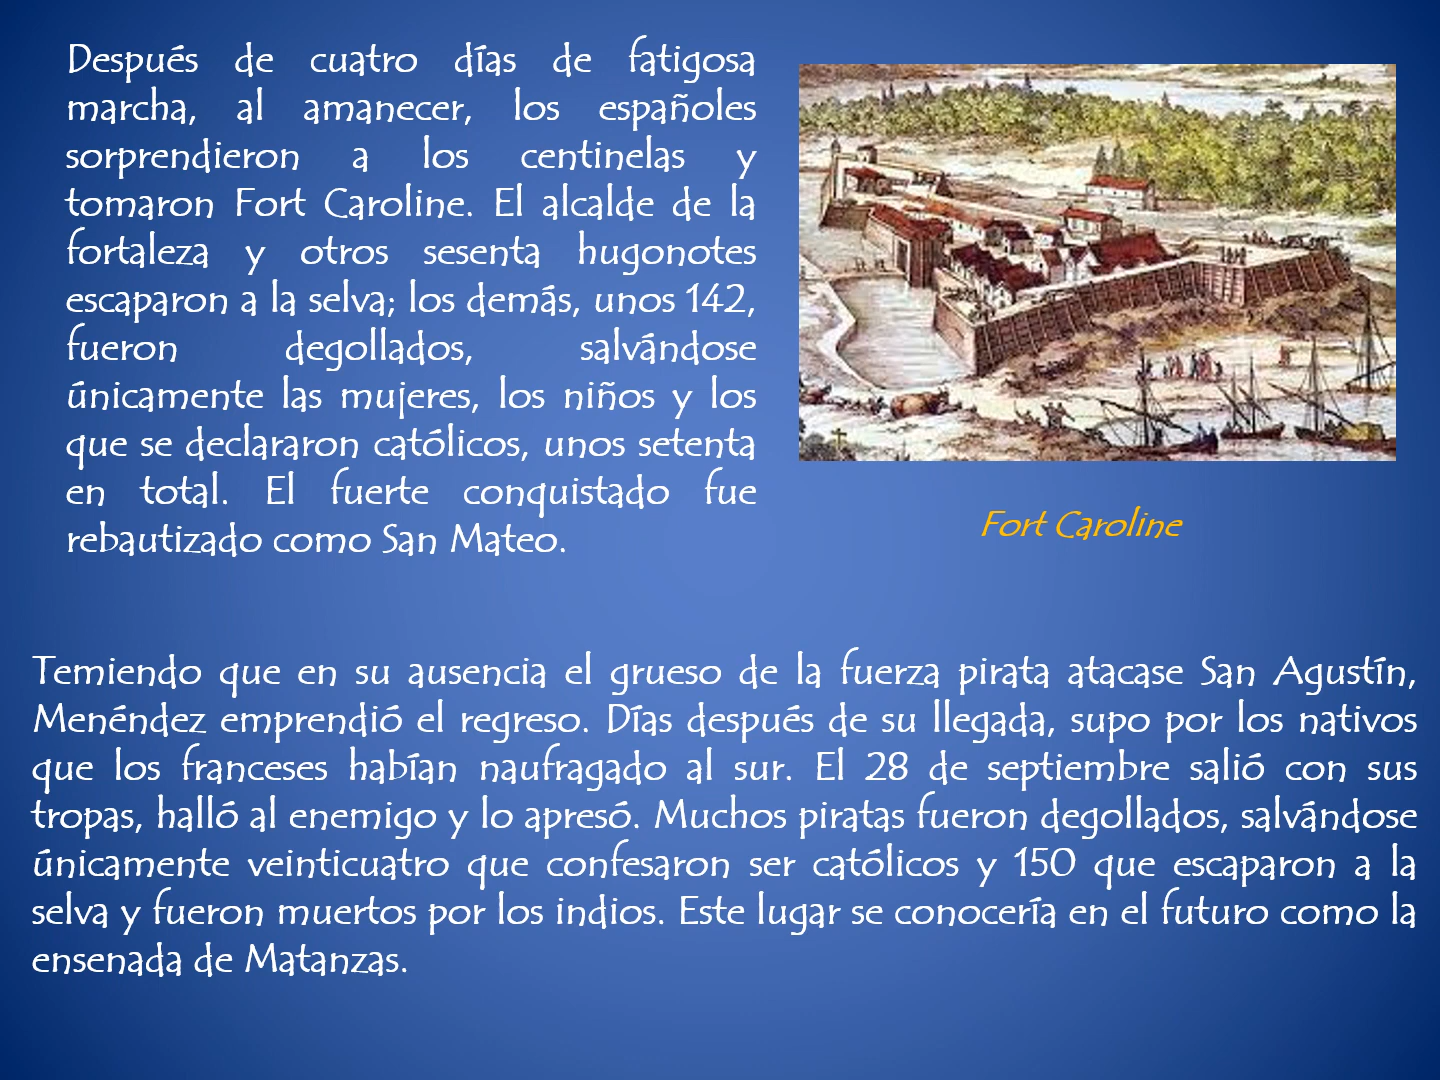 Después de cuatro días de fatigosa
marcha, al amanecer, los españoles
sorprendieron a los centinelas y
tomaron Fort Caroline. El alcalde de la
fortaleza y otros sesenta hugonotes
escaparon a la selva; los demás, unos 142,
fueron degollados, salvándose
únicamente las mujeres, los niños y los
que se declararon católicos, unos setenta
en total. El fuerte conquistado fue
rebautizado como San Mateo.
Fort Caroline
Temiendo que en su ausencia el grueso de la fuerza pirata atacase San Agustín,
Menéndez emprendió el regreso. Días después de su llegada, supo por los nativos
que los franceses habían naufragado al sur. El 28 de septiembre salió con sus
tropas, halló al enemigo y lo apresó. Muchos piratas fueron degollados, salvándose
únicamente veinticuatro que confesaron ser católicos y 150 que escaparon a la
selva y fueron muertos por los indios. Este lugar se conocería en el futuro como la
ensenada de Matanzas.